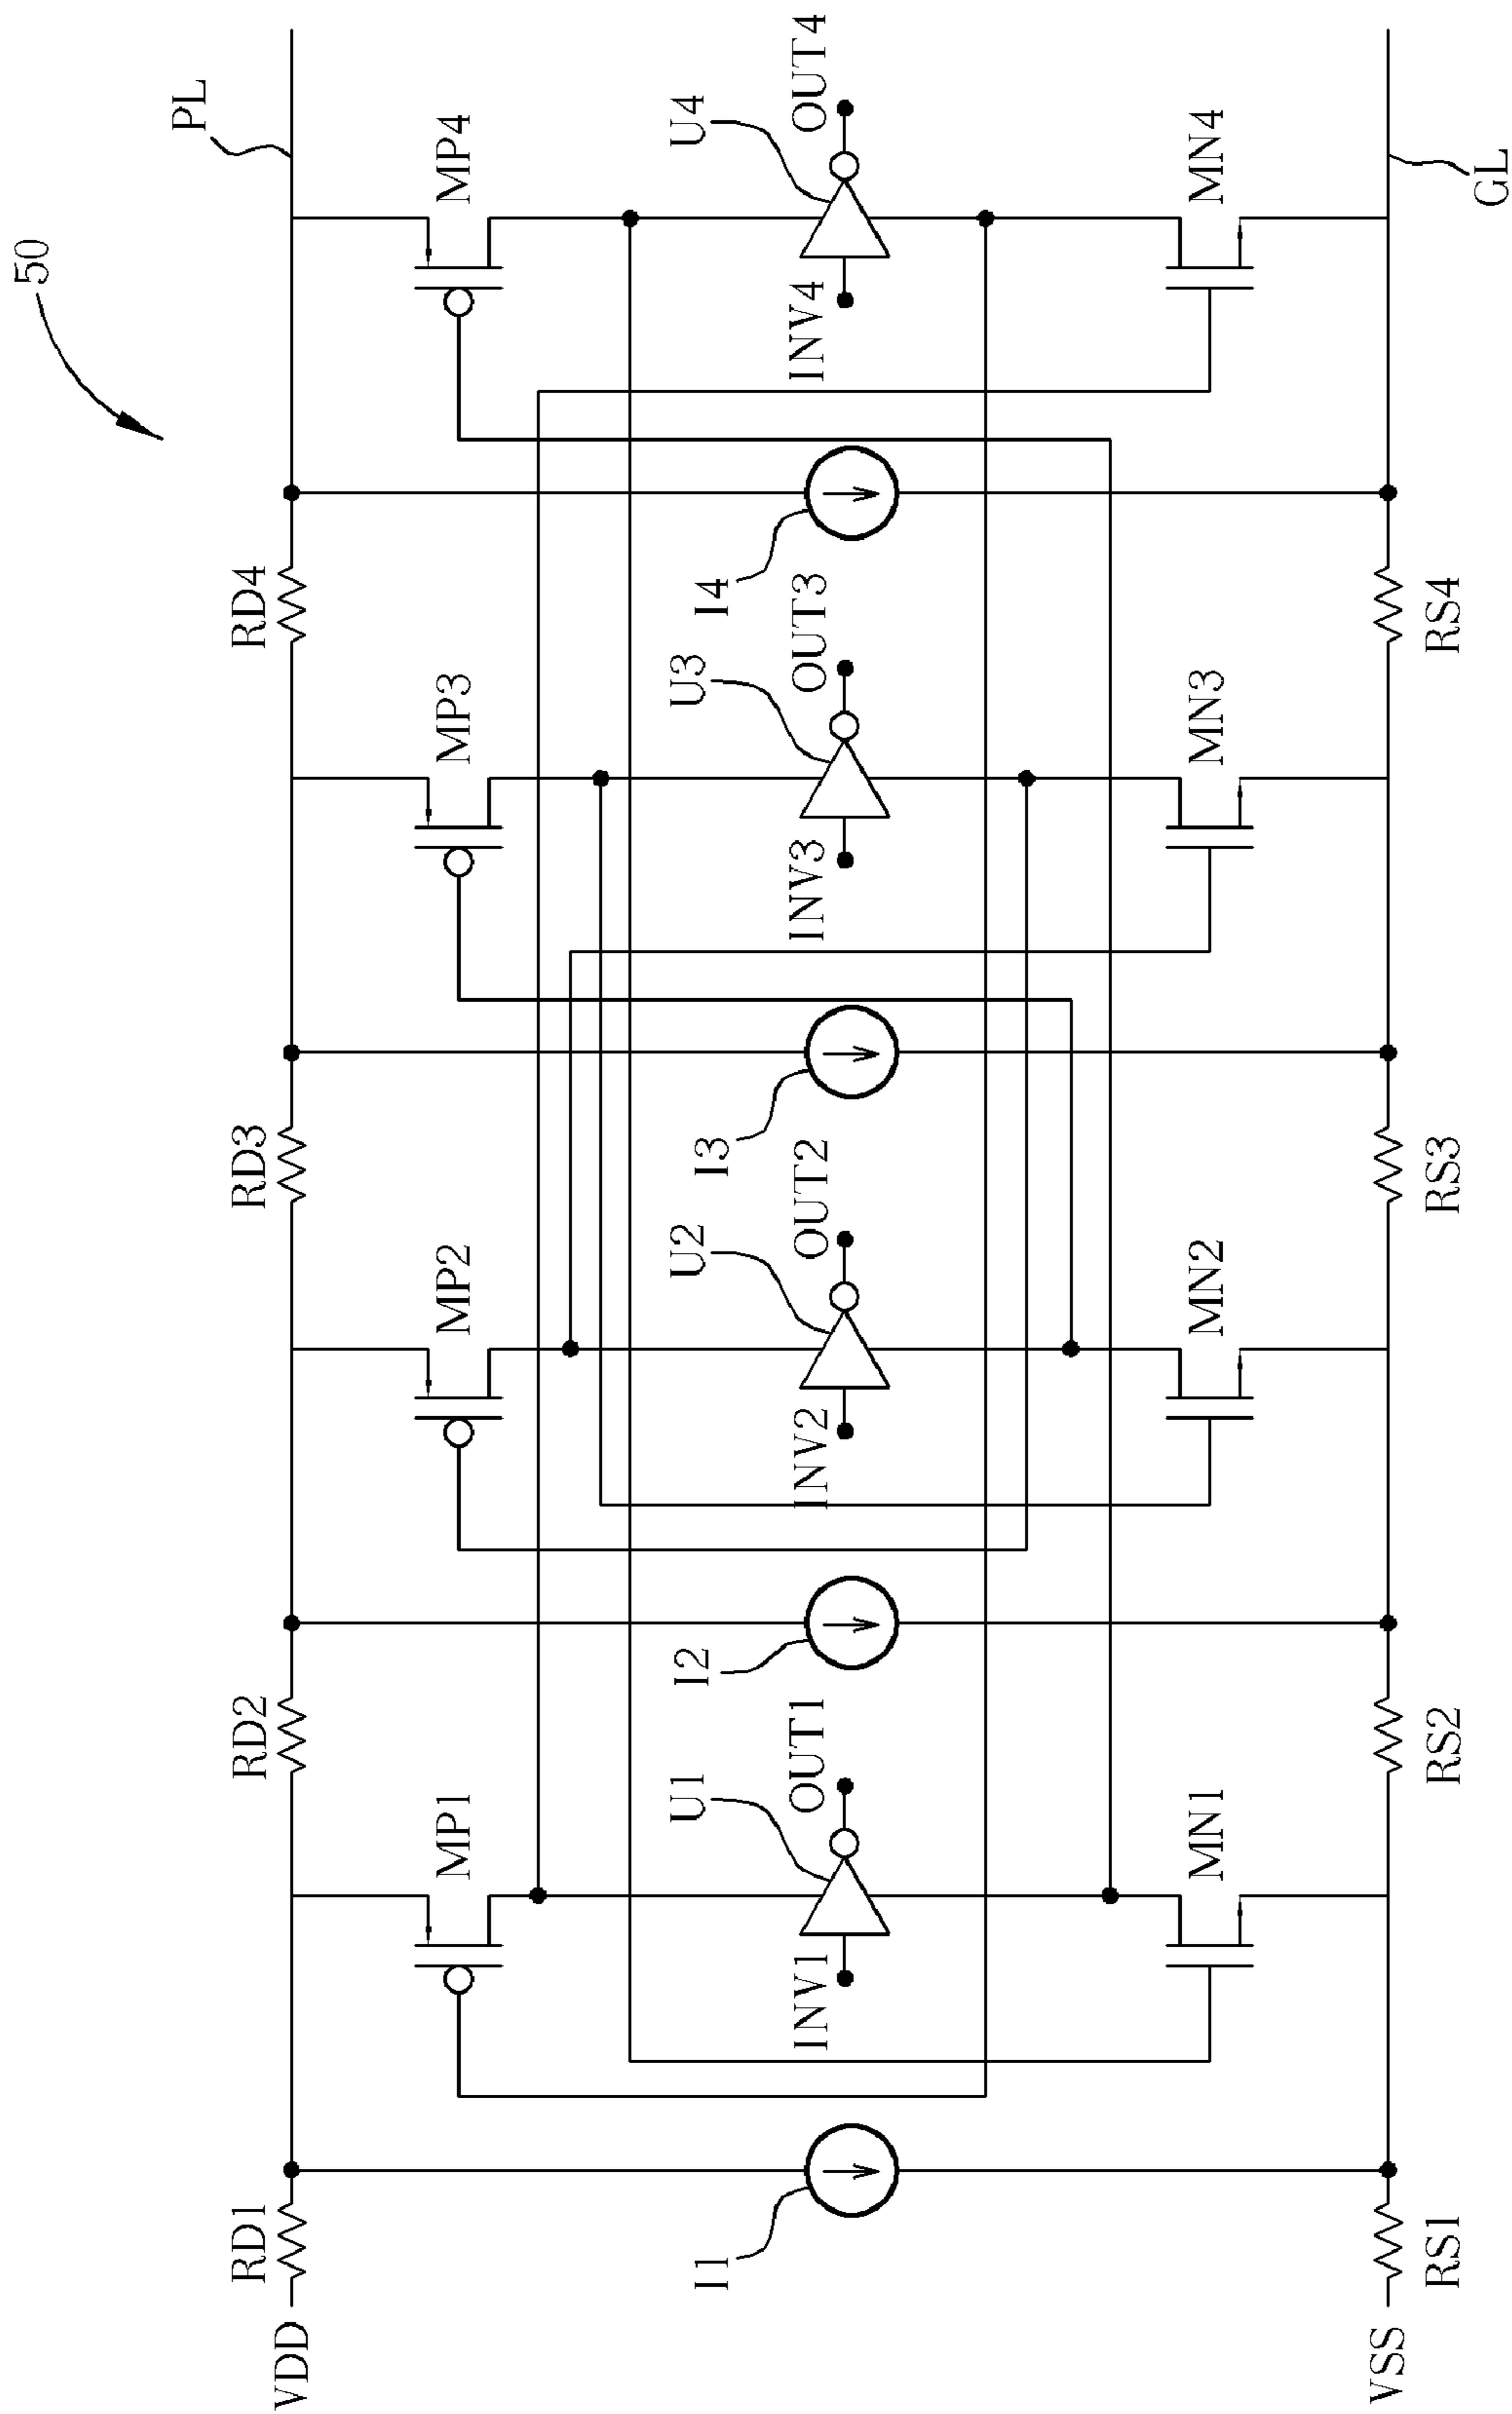 50
PL
RD1
RD2
RD3
RD4
VDD
MP1
MP2
MP3
MP4
I1
U1
I2
U2
I3
U3
I4
U4
INV1
OUT1
INV2
OUT2
INV3
OUT3
INV4
OUT4
MN1
MN2
MN3
MN4
VSS
RS1
RS2
RS3
RS4
GL